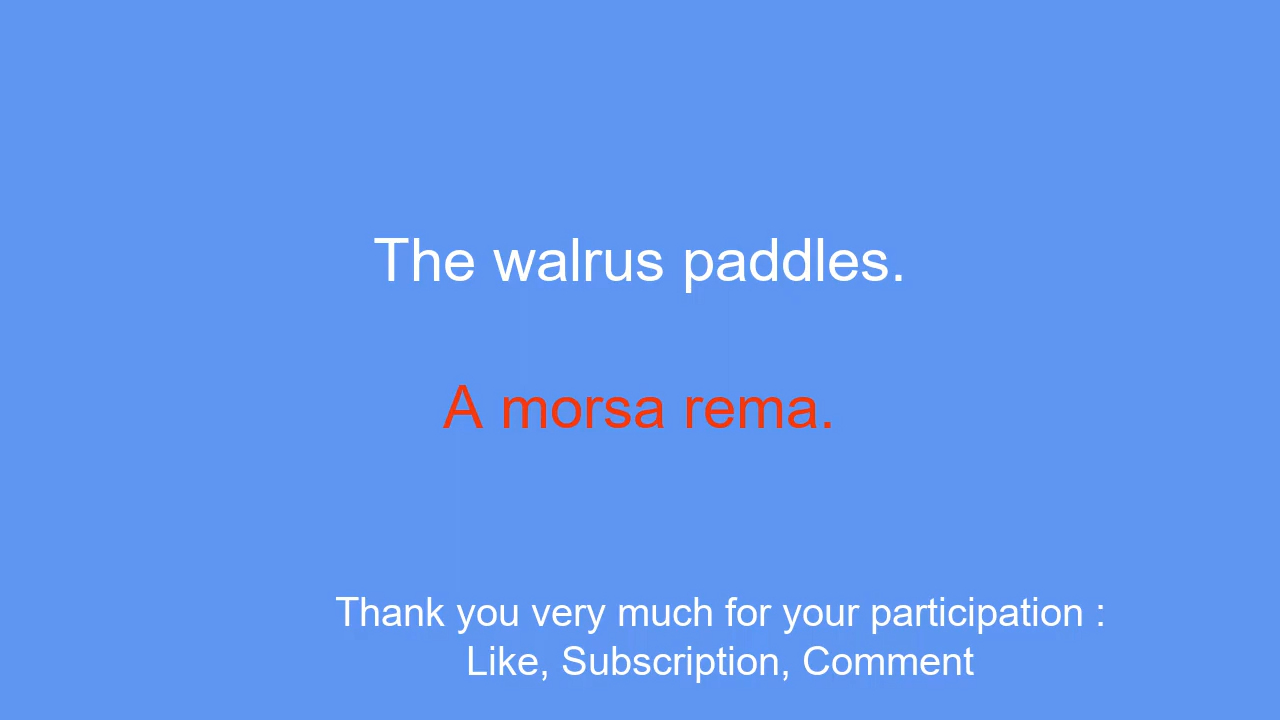 The walrus paddles.
A morsa rema.
Thank you very much for your participation :
Like, Subscription, Comment